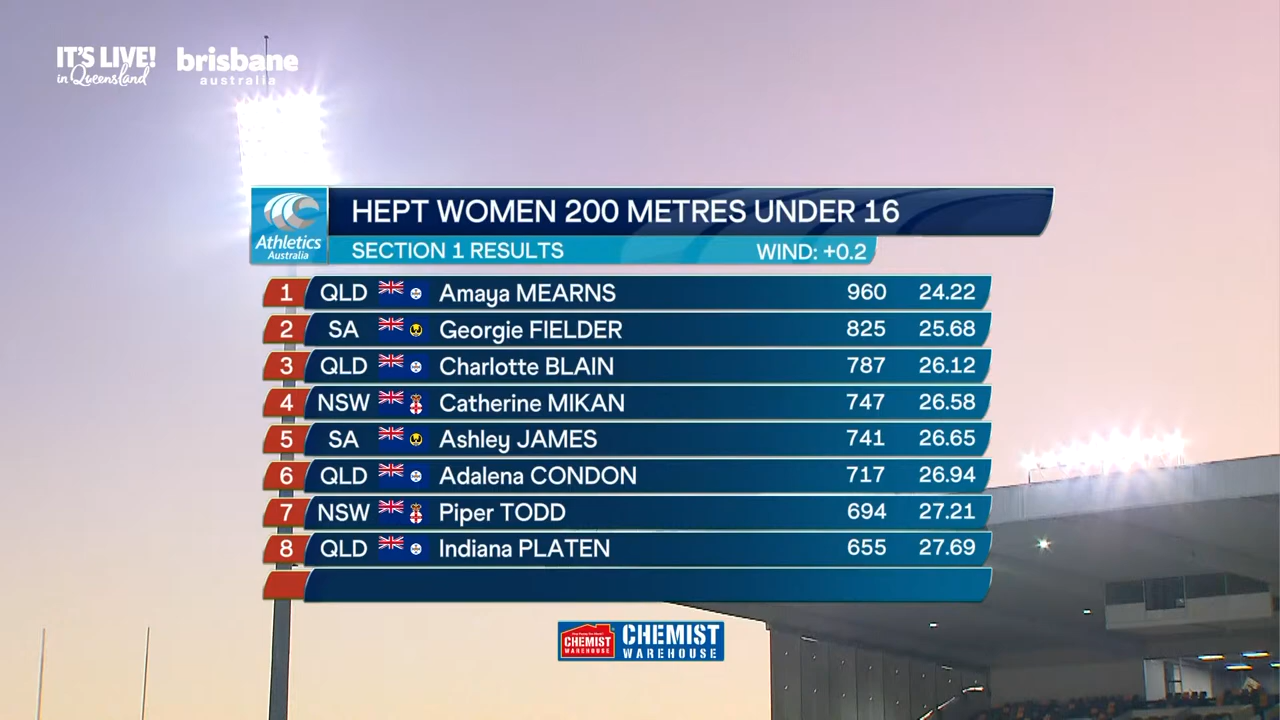 IT'S LIVE!
in Queensland
brisbane
australia
HEPT WOMEN 200 METRES UNDER 16
Athletics
Australia
SECTION 1 RESULTS WIND: +0.2
1 QLD Amaya MEARNS 960 24.22
2 SA Georgie FIELDER 825 25.68
3 QLD Charlotte BLAIN 787 26.12
4 NSW Catherine MIKAN 747 26.58
5 SA Ashley JAMES 741 26.65
6 QLD Adalena CONDON 717 26.94
7 NSW Piper TODD 694 27.21
8 QLD Indiana PLATEN 655 27.69
CHEMIST
WAREHOUSE
CHEMIST
WAREHOUSE